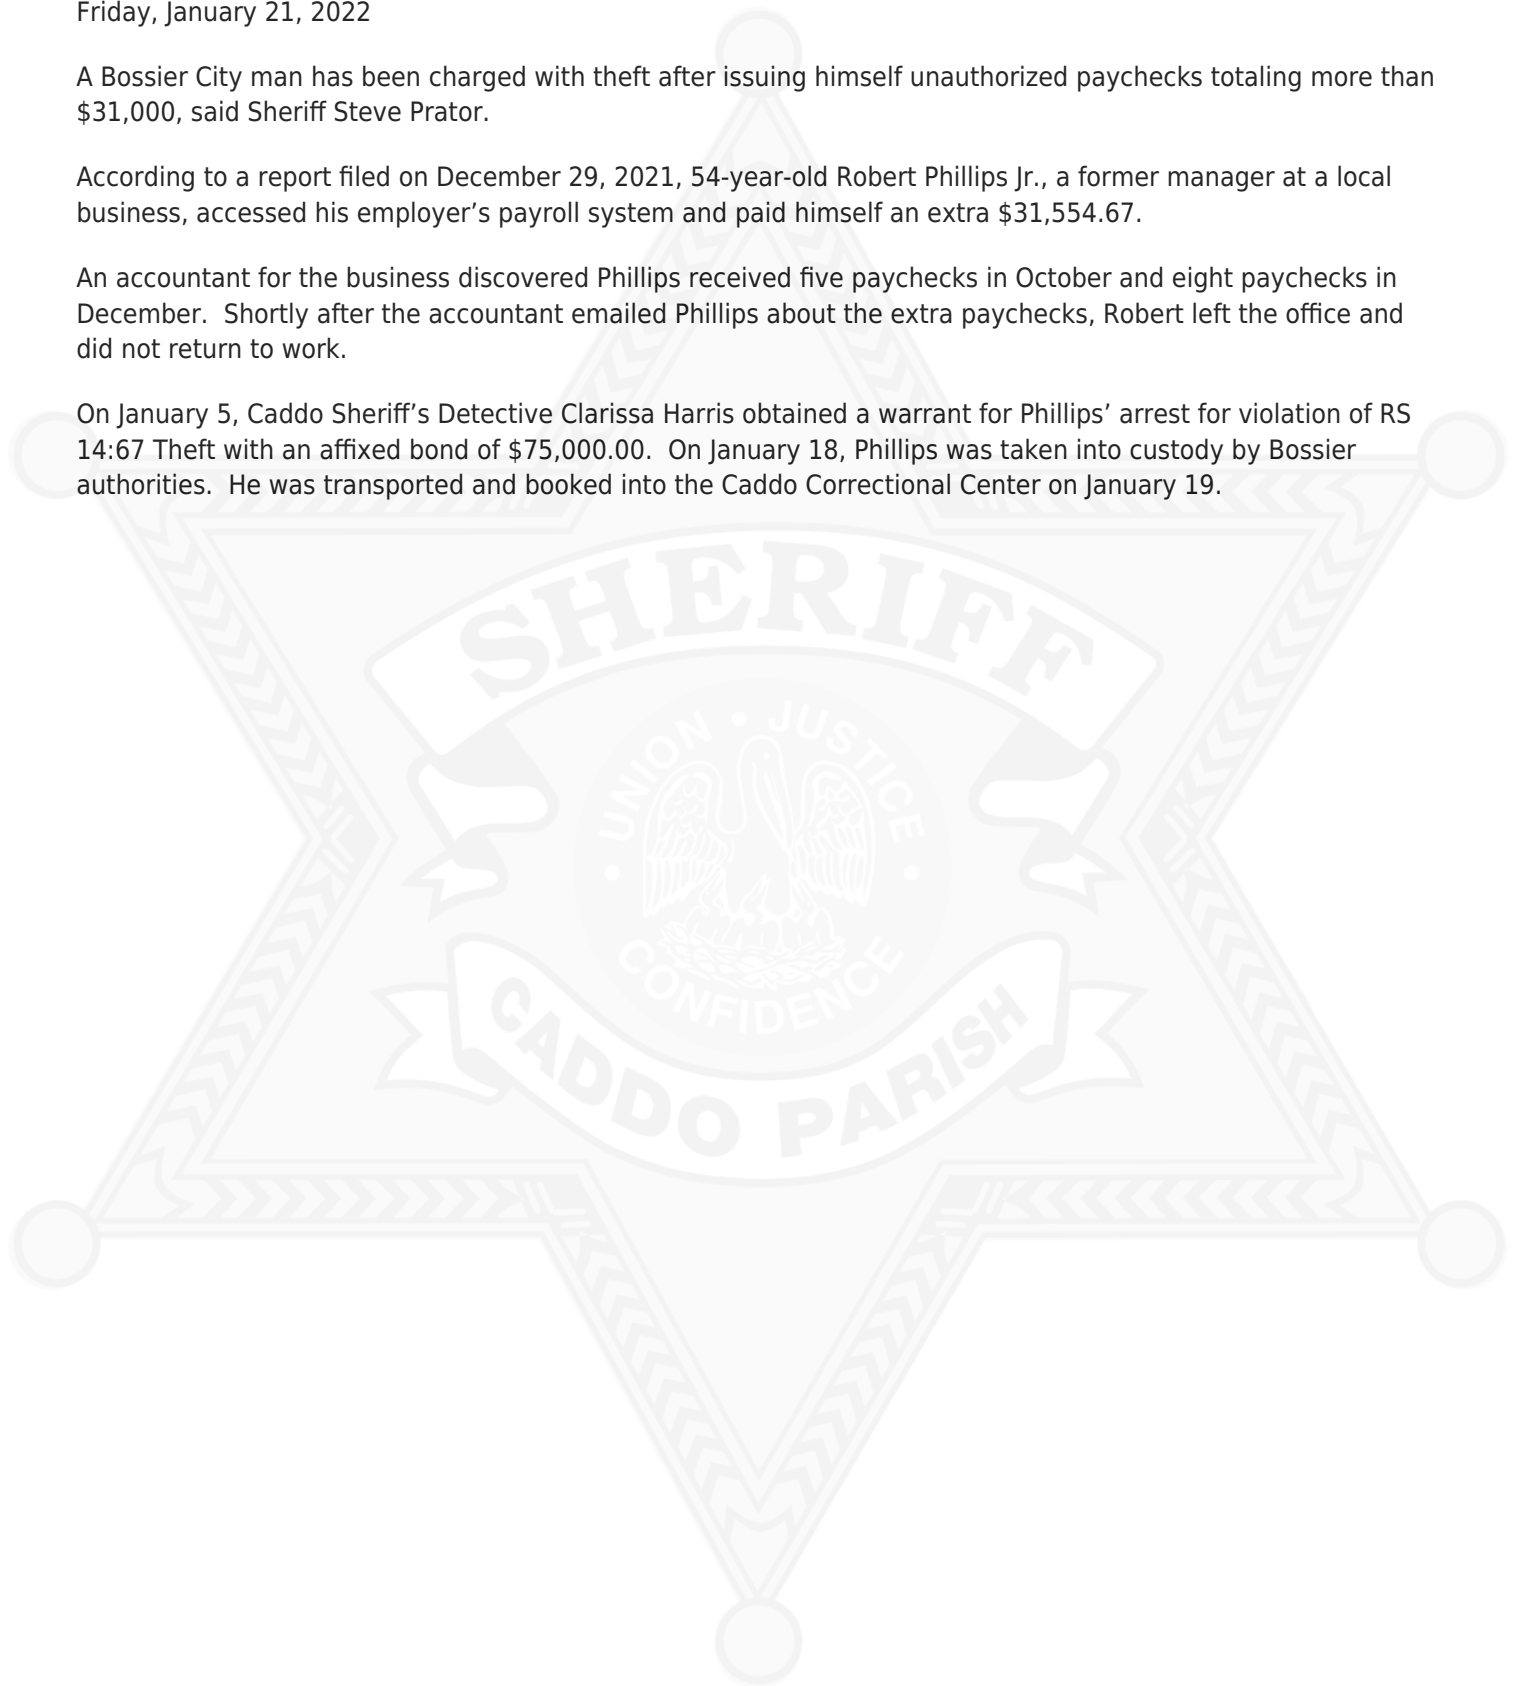 Friday, January 21, 2022
A Bossier City man has been charged with theft after issuing himself unauthorized paychecks totaling more than
$31,000, said Sheriff Steve Prator.
According to a report filed on December 29, 2021, 54-year-old Robert Phillips Jr., a former manager at a local
business, accessed his employer’s payroll system and paid himself an extra $31,554.67.
An accountant for the business discovered Phillips received five paychecks in October and eight paychecks in
December.  Shortly after the accountant emailed Phillips about the extra paychecks, Robert left the office and
did not return to work.
On January 5, Caddo Sheriff’s Detective Clarissa Harris obtained a warrant for Phillips’ arrest for violation of RS
14:67 Theft with an affixed bond of $75,000.00.  On January 18, Phillips was taken into custody by Bossier
authorities.  He was transported and booked into the Caddo Correctional Center on January 19.
SHERIFF
UNION • JUSTICE
• CONFIDENCE •
CADDO PARISH